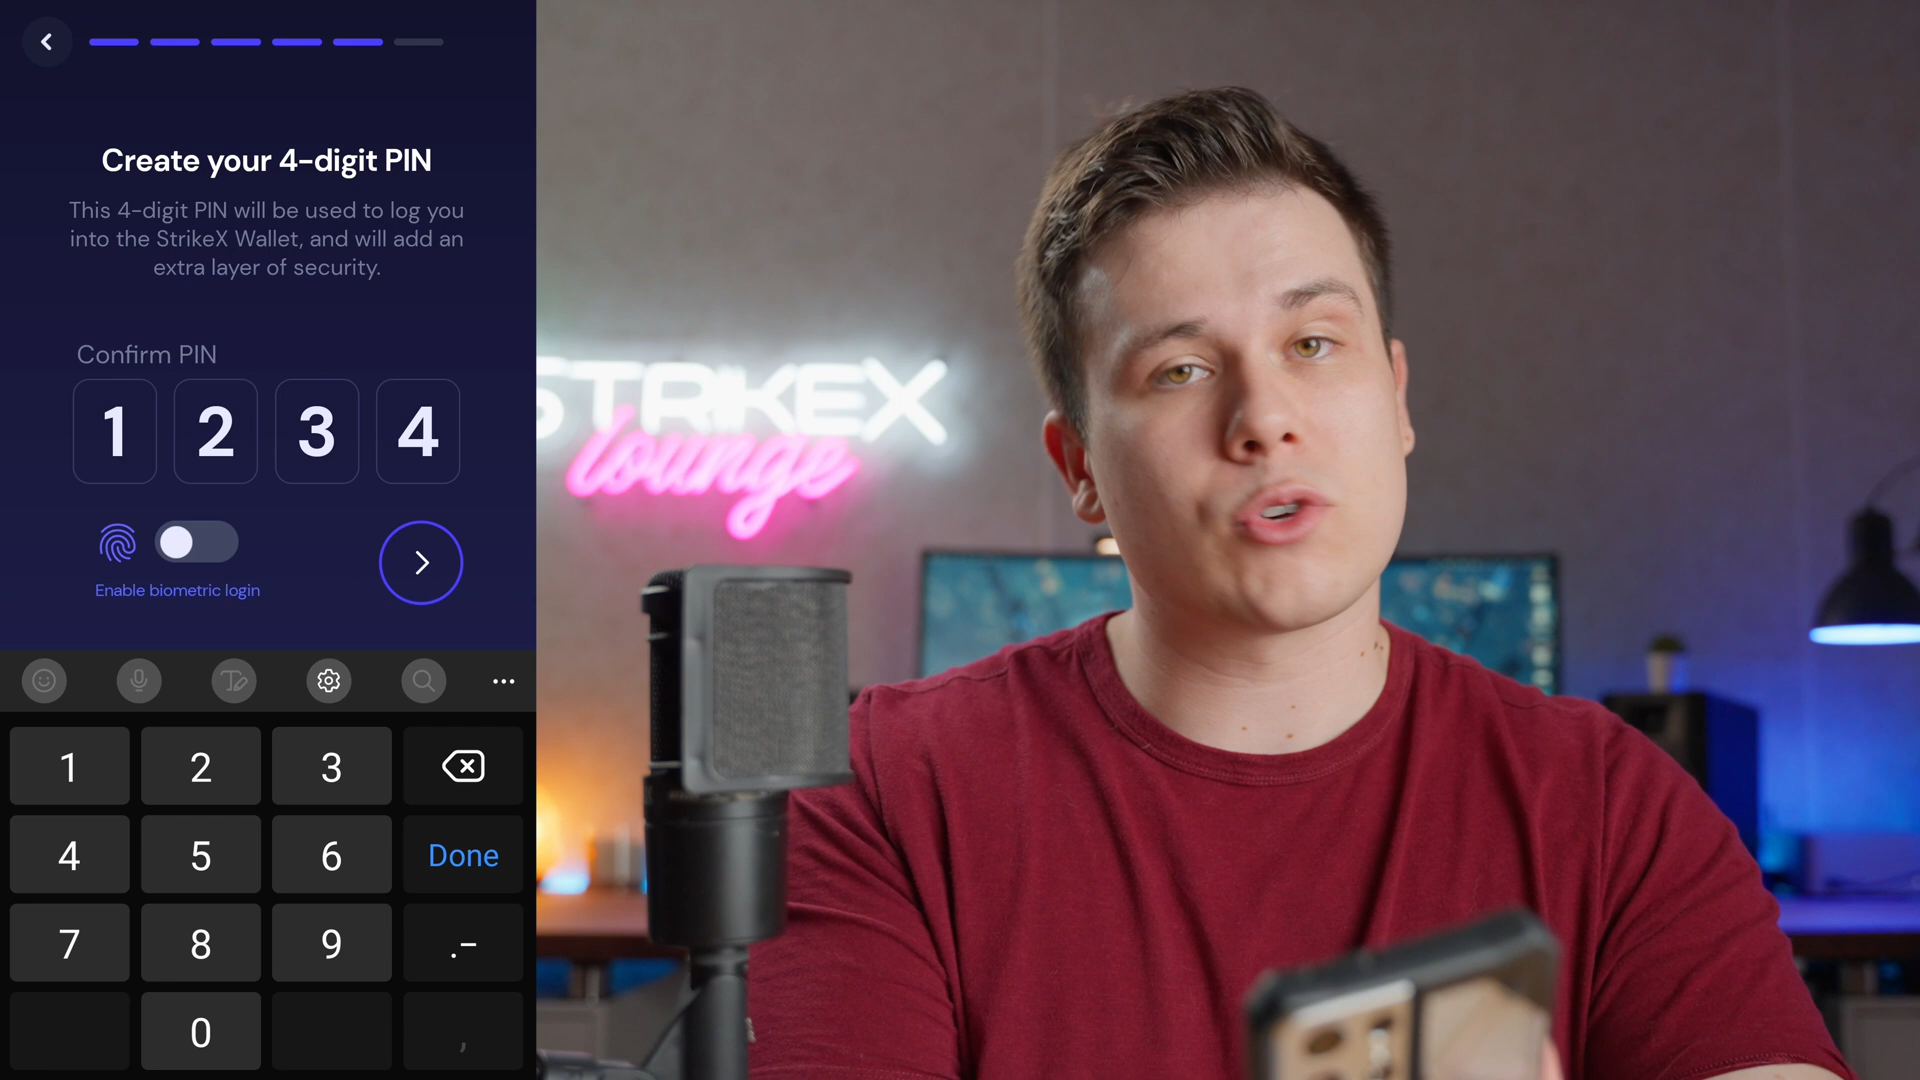 Create your 4-digit PIN
This 4-digit PIN will be used to log you
into the StrikeX Wallet, and will add an
extra layer of security.
Confirm PIN
1 2 3 4
Enable biometric login
1 2 3
4 5 6 Done
7 8 9 .-
0 ,
STRIKEX
lounge